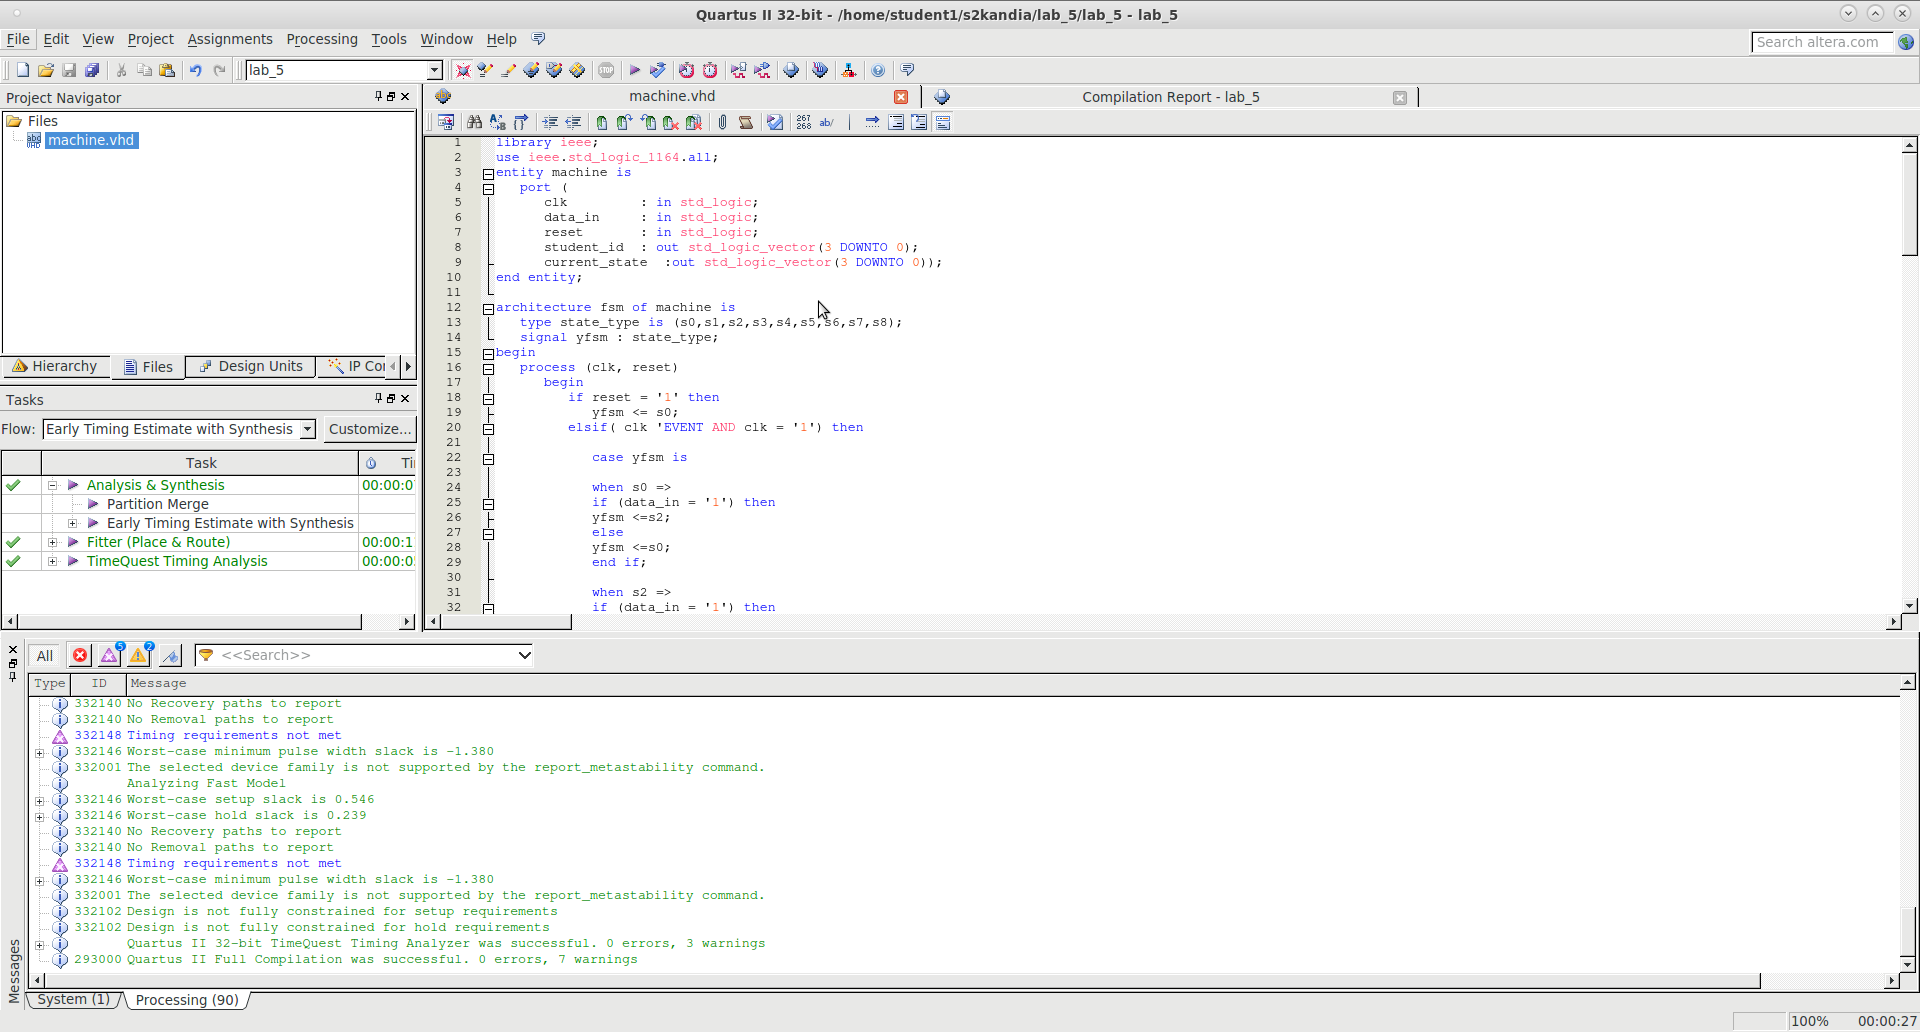 Quartus II 32-bit - /home/student1/s2kandia/lab_5/lab_5 - lab_5
File Edit View Project Assignments Processing Tools Window Help
Search altera.com
lab_5
STOP
Project Navigator
Files
machine.vhd
Hierarchy Files Design Units IP Co
Tasks
Flow: Early Timing Estimate with Synthesis Customize...
Task Ti
Analysis & Synthesis 00:00:0
Partition Merge
Early Timing Estimate with Synthesis
Fitter (Place & Route) 00:00:1
TimeQuest Timing Analysis 00:00:0
machine.vhd Compilation Report - lab_5
267
268 ab/
1 library ieee;
2 use ieee.std_logic_1164.all;
3 entity machine is
4 port (
5 clk : in std_logic;
6 data_in : in std_logic;
7 reset : in std_logic;
8 student_id : out std_logic_vector(3 DOWNTO 0);
9 current_state :out std_logic_vector(3 DOWNTO 0));
10 end entity;
11
12 architecture fsm of machine is
13 type state_type is (s0,s1,s2,s3,s4,s5,s6,s7,s8);
14 signal yfsm : state_type;
15 begin
16 process (clk, reset)
17 begin
18 if reset = '1' then
19 yfsm <= s0;
20 elsif( clk 'EVENT AND clk = '1') then
21
22 case yfsm is
23
24 when s0 =>
25 if (data_in = '1') then
26 yfsm <=s2;
27 else
28 yfsm <=s0;
29 end if;
30
31 when s2 =>
32 if (data_in = '1') then
All 5 2 <<Search>>
Type ID Message
332140 No Recovery paths to report
332140 No Removal paths to report
332148 Timing requirements not met
332146 Worst-case minimum pulse width slack is -1.380
332001 The selected device family is not supported by the report_metastability command.
Analyzing Fast Model
332146 Worst-case setup slack is 0.546
332146 Worst-case hold slack is 0.239
332140 No Recovery paths to report
332140 No Removal paths to report
332148 Timing requirements not met
332146 Worst-case minimum pulse width slack is -1.380
332001 The selected device family is not supported by the report_metastability command.
332102 Design is not fully constrained for setup requirements
332102 Design is not fully constrained for hold requirements
Quartus II 32-bit TimeQuest Timing Analyzer was successful. 0 errors, 3 warnings
293000 Quartus II Full Compilation was successful. 0 errors, 7 warnings
Messages
System (1) Processing (90)
100% 00:00:27